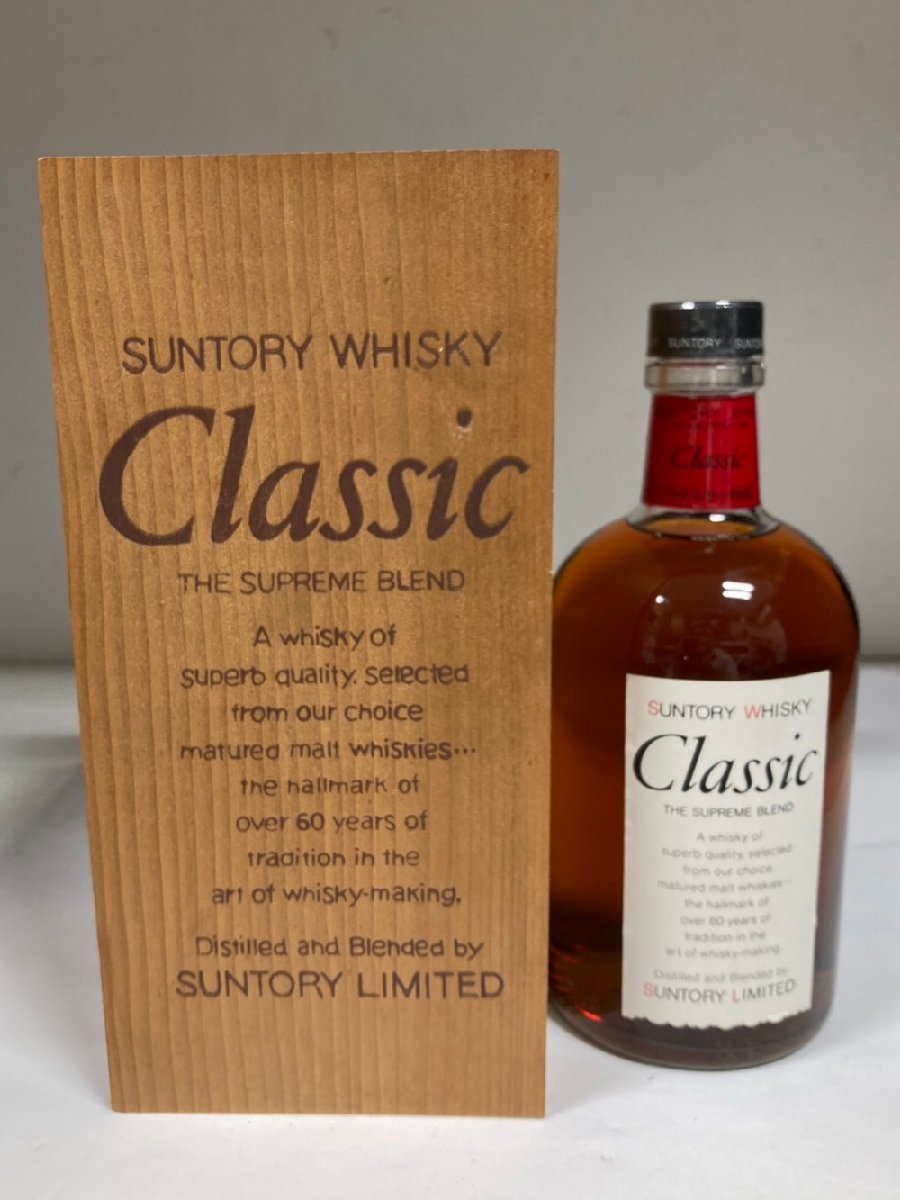 SUNTORY WHISKY
Classic
THE SUPREME BLEND
A whisky of
superb quality, selected
from our choice
matured malt whiskies...
the hallmark of
over 60 years of
tradition in the
art of whisky-making.
Distilled and Blended by
SUNTORY LIMITED
SUNTORY SUNTO
Classic
SUNTORY WHISKY
Classic
THE SUPREME BLEND
A whisky of
superb quality, selected
from our choice
matured malt whiskies...
the hallmark of
over 60 years of
tradition in the
art of whisky-making.
Distilled and Blended by
SUNTORY LIMITED